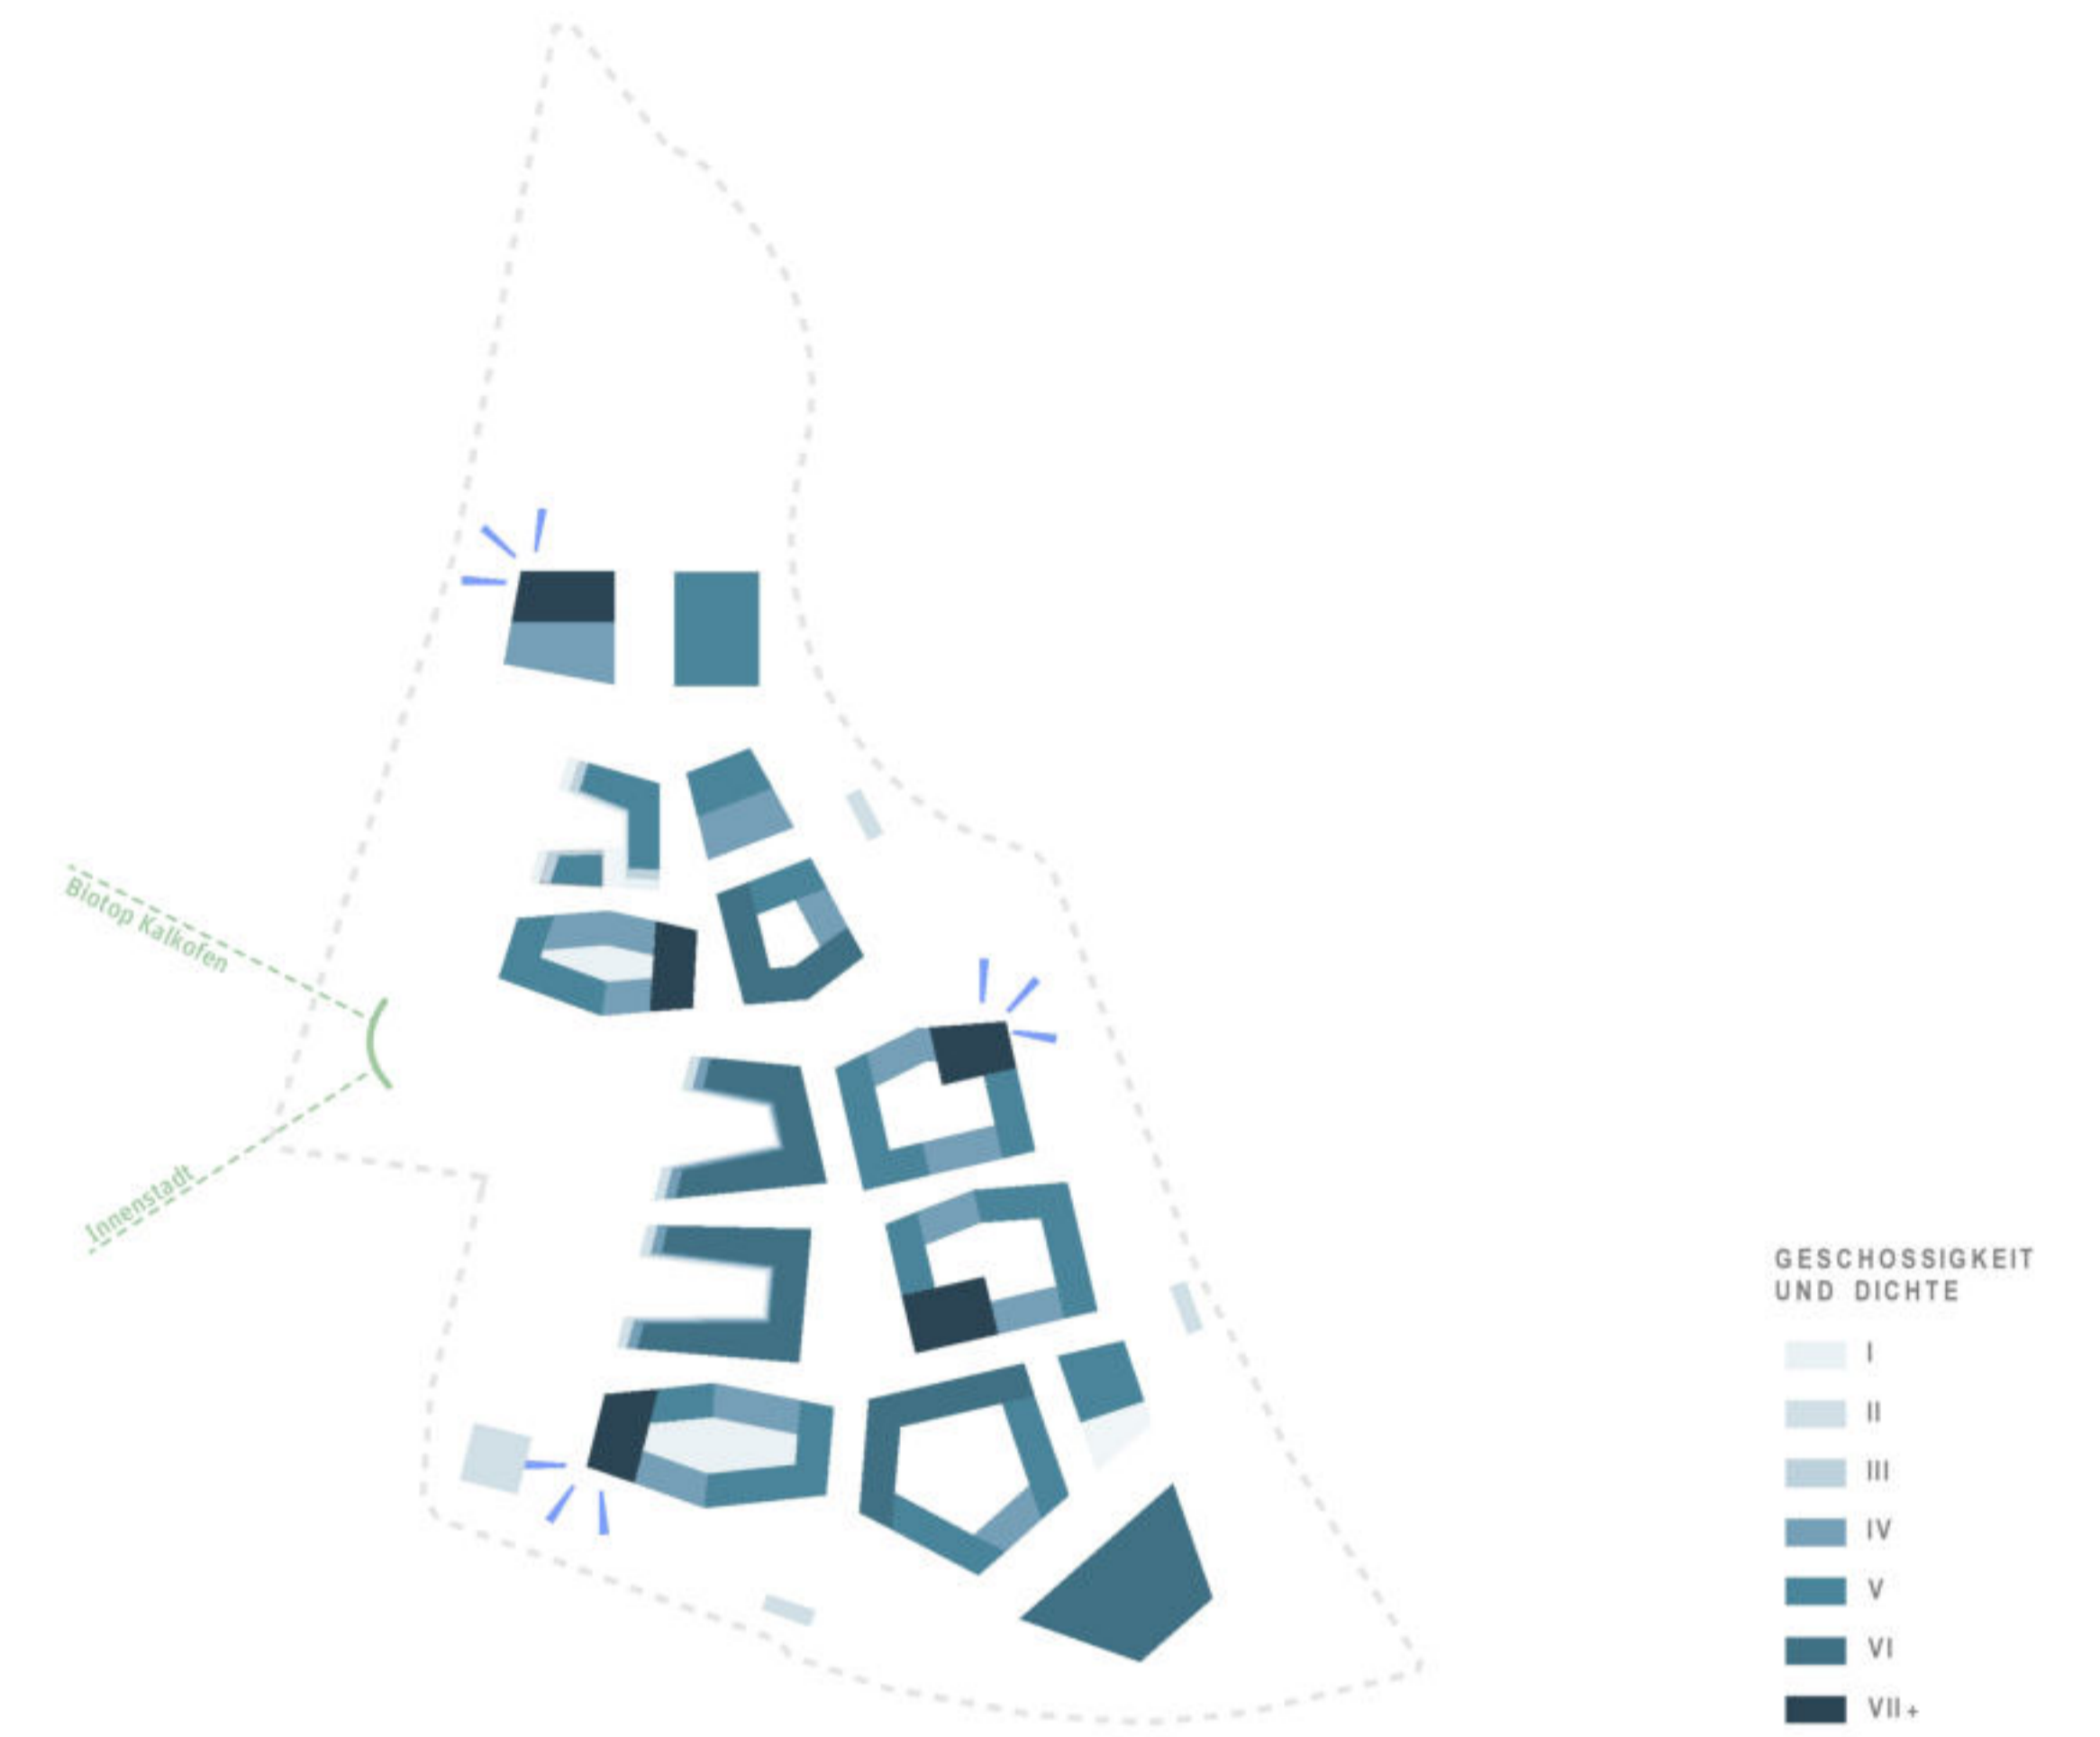 Biotop Kalkofen
Innenstadt
GESCHOSSIGKEIT
UND DICHTE
I
II
III
IV
V
VI
VII+